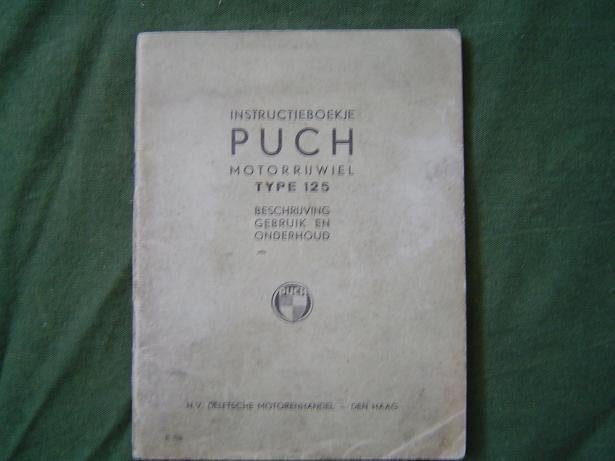 INSTRUCTIEBOEKJE
PUCH
MOTORRIJWIEL
TYPE 125
BESCHRIJVING
GEBRUIK EN
ONDERHOUD
PUCH
N.V. DELFTSCHE MOTORENHANDEL - DEN HAAG